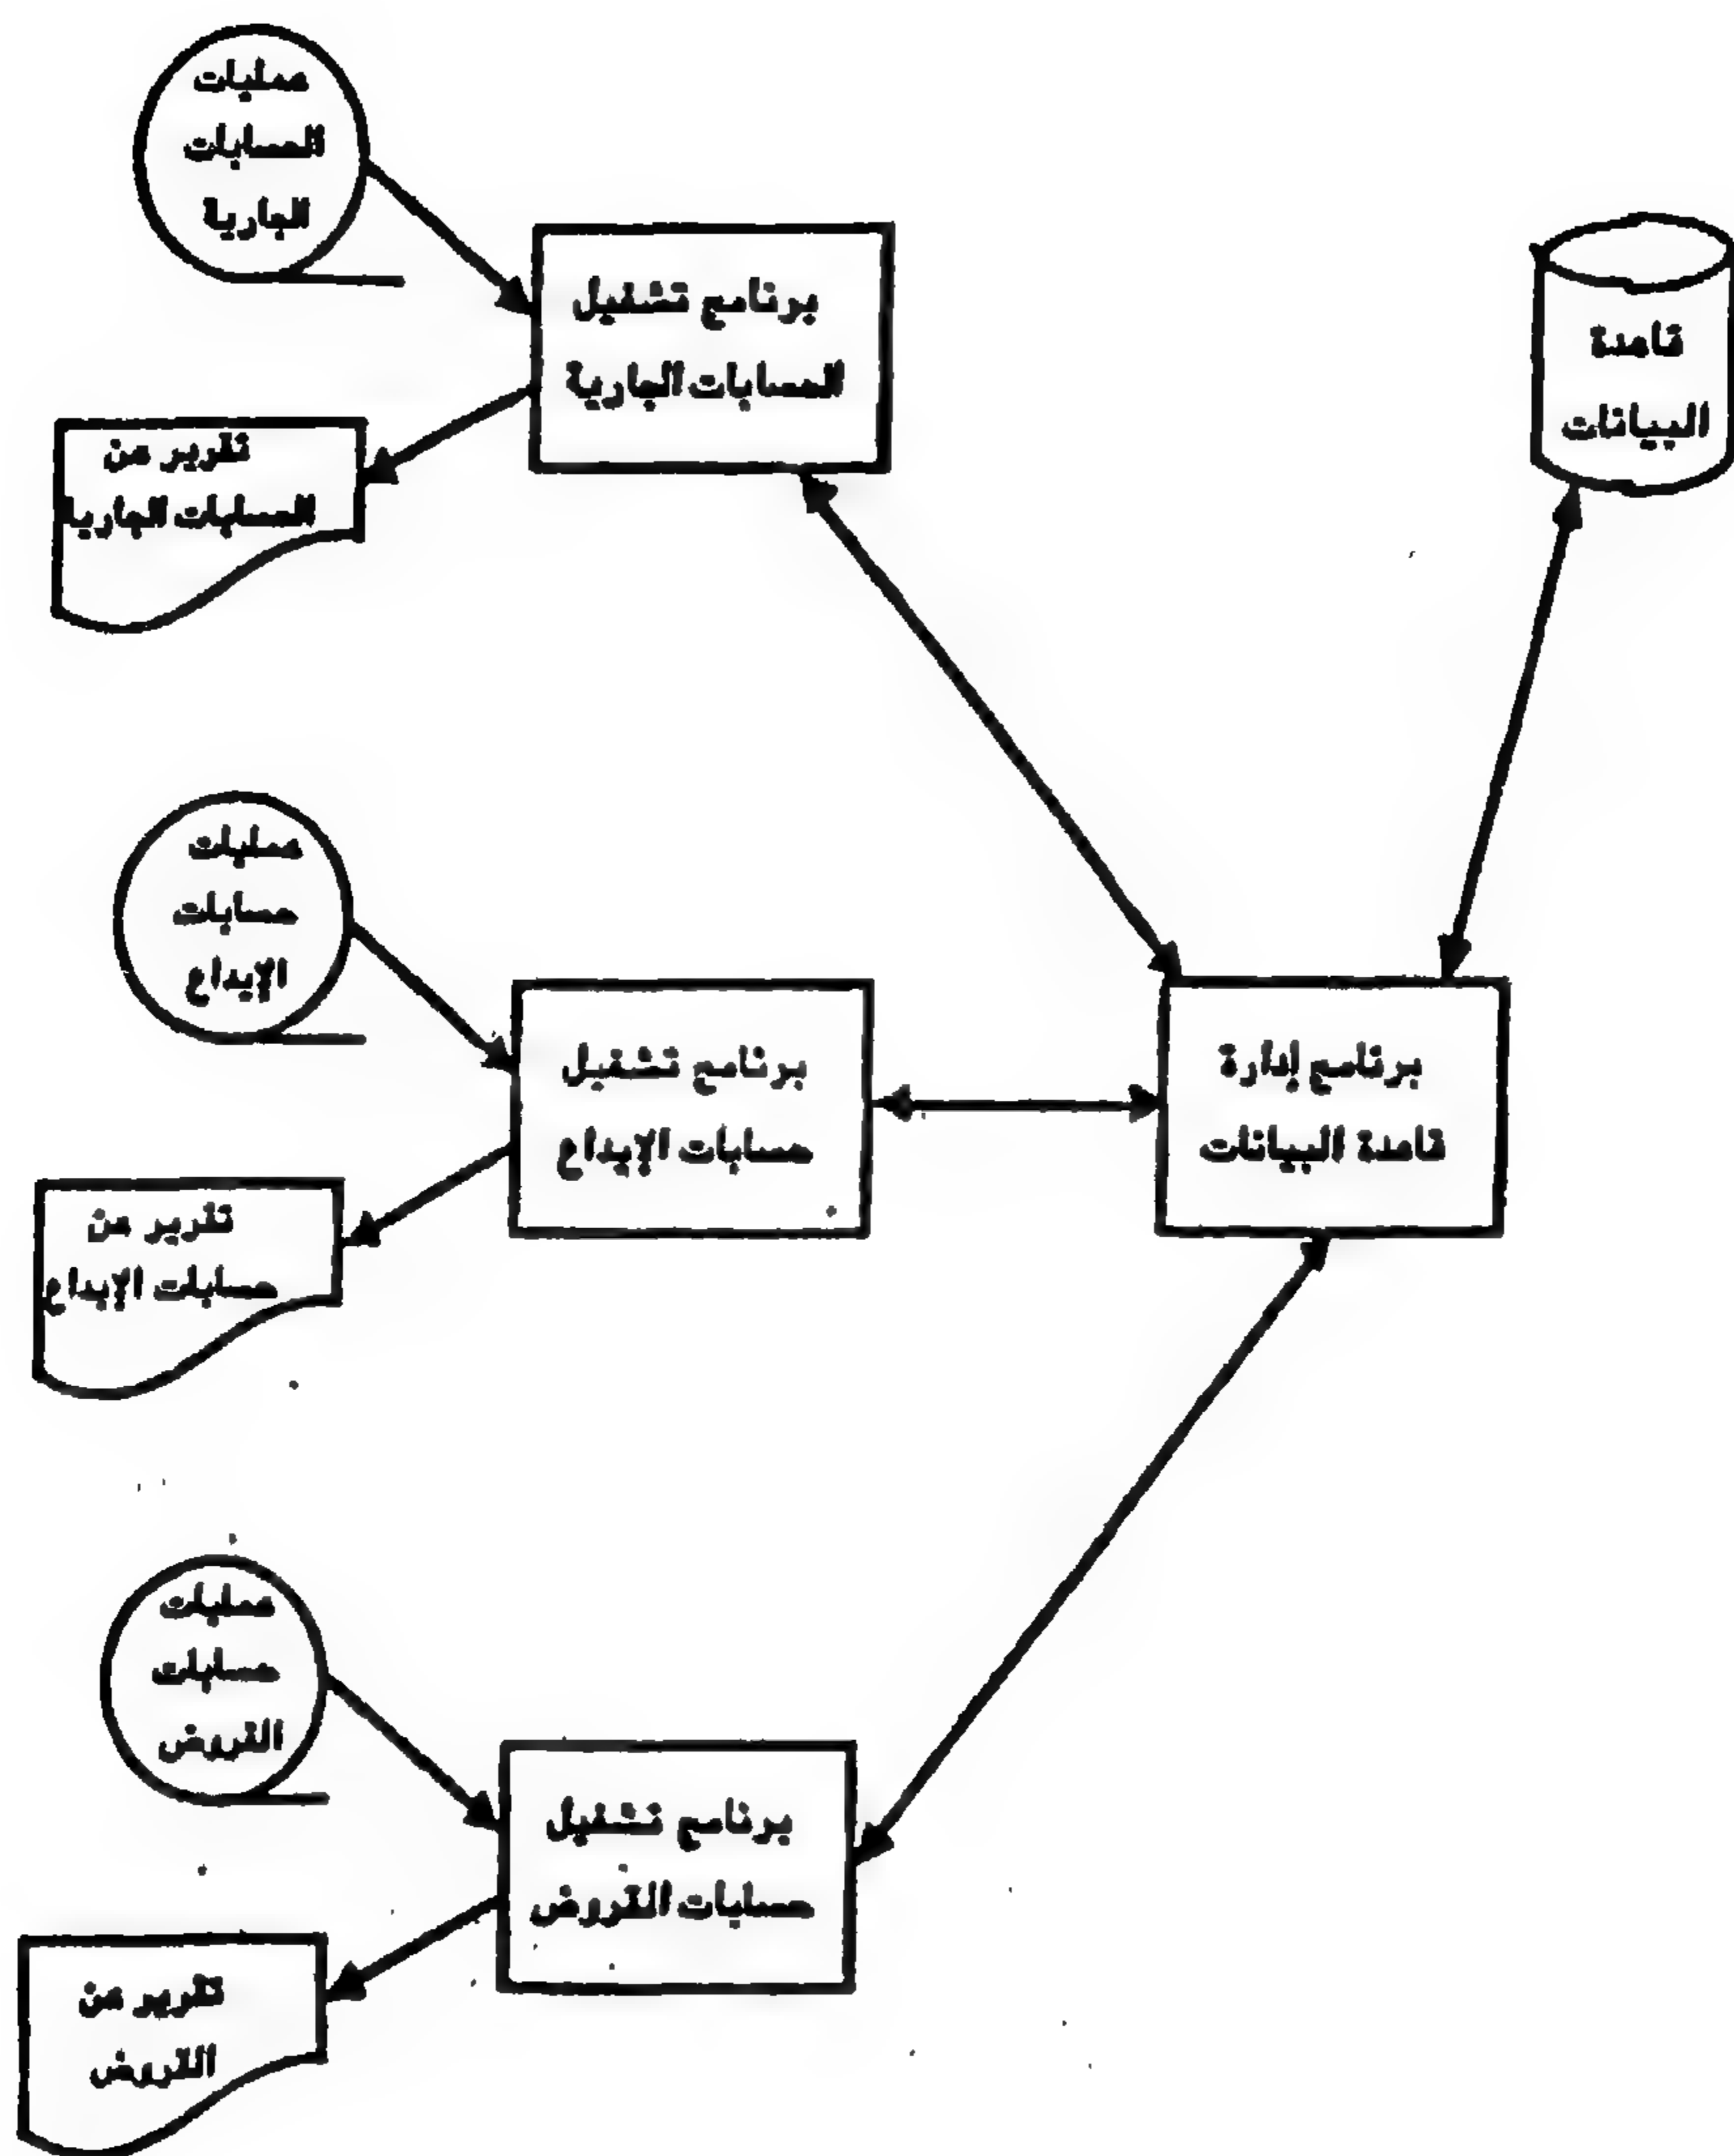 عمليات
الحسابات
الجارية
برنامج تشغيل
الحسابات الجارية
قاعدة
البيانات
تقرير عن
الحسابات الجارية
عمليات
حسابات
الإيداع
برنامج تشغيل
حسابات الإيداع
برنامج إدارة
قاعدة البيانات
تقرير عن
حسابات الإيداع
عمليات
حسابات
القروض
برنامج تشغيل
حسابات القروض
تقرير عن
القروض